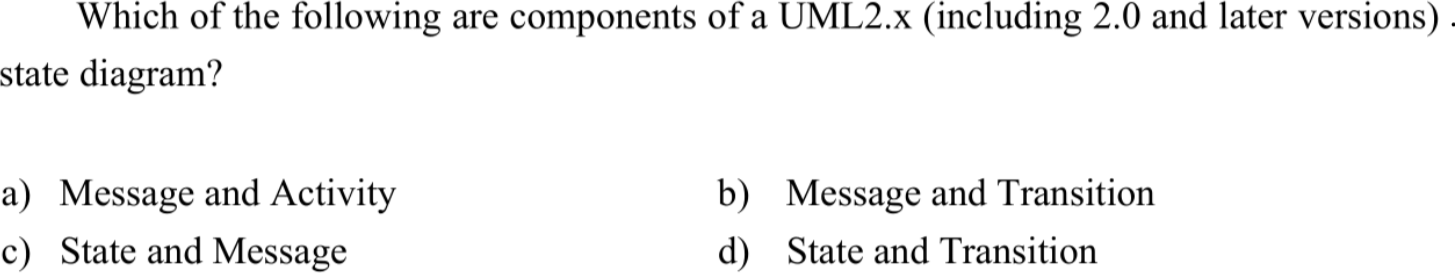 Which of the following are components of a UML2.x (including 2.0 and later versions) .
state diagram?
a) Message and Activity b) Message and Transition
c) State and Message d) State and Transition